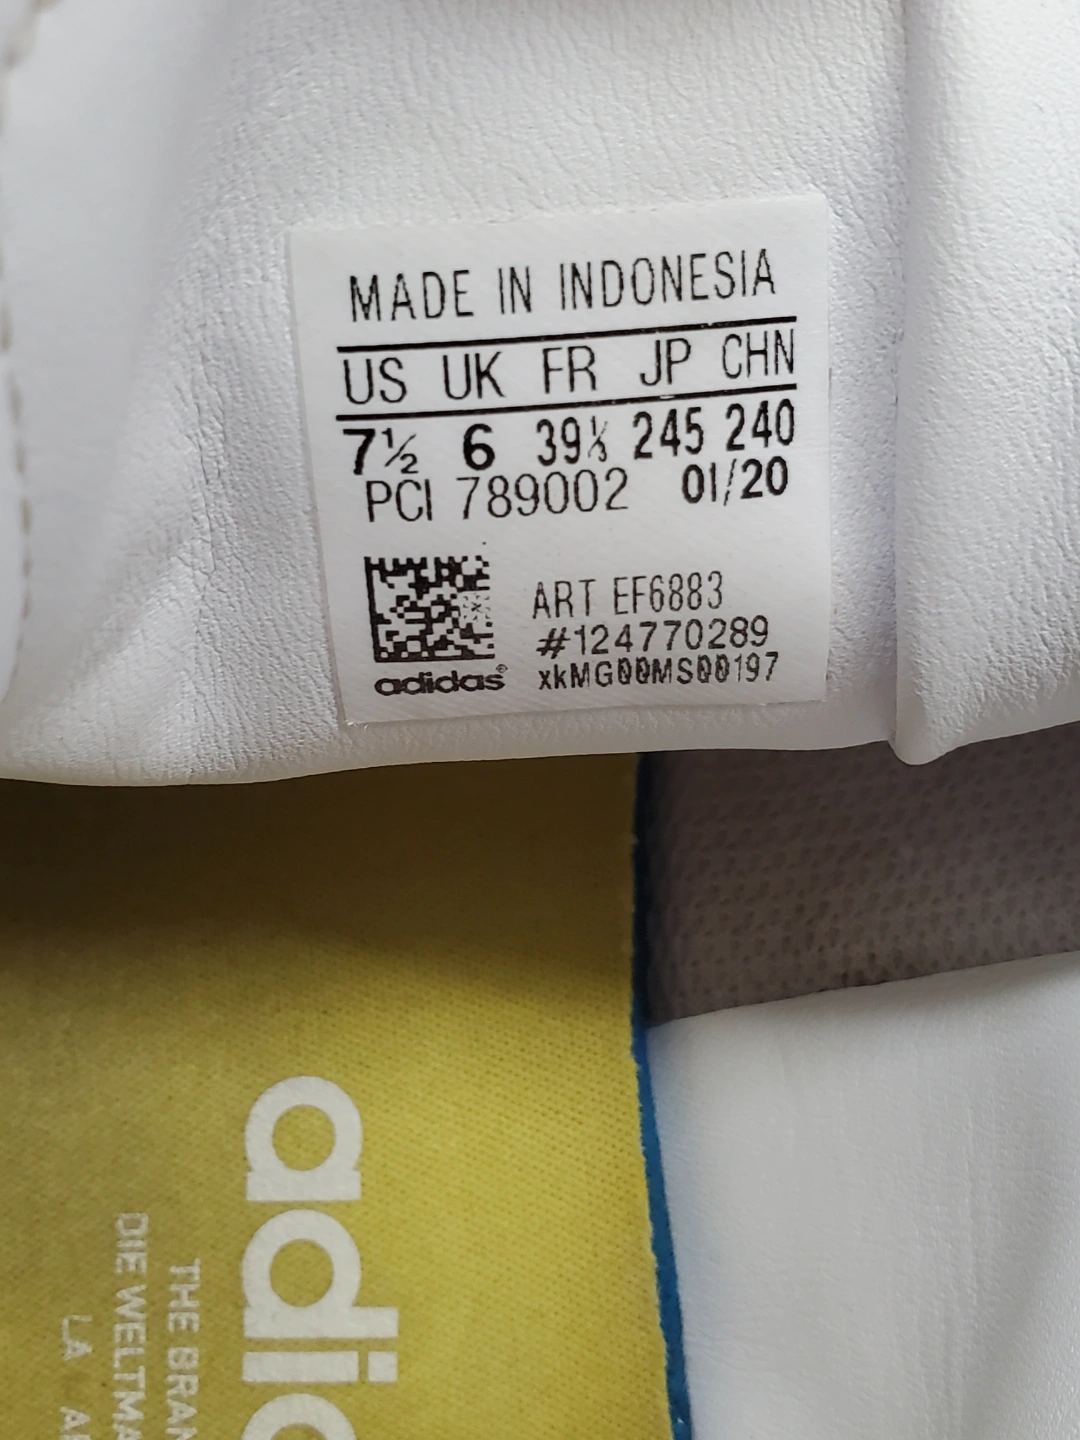 MADE IN INDONESIA
US UK FR JP CHN
7½ 6 39⅓ 245 240
PCI 789002 01/20
ART EF6883
#124770289
adidas® xkMG00MS00197
adid
THE BRAN
DIE WELTMA
LA